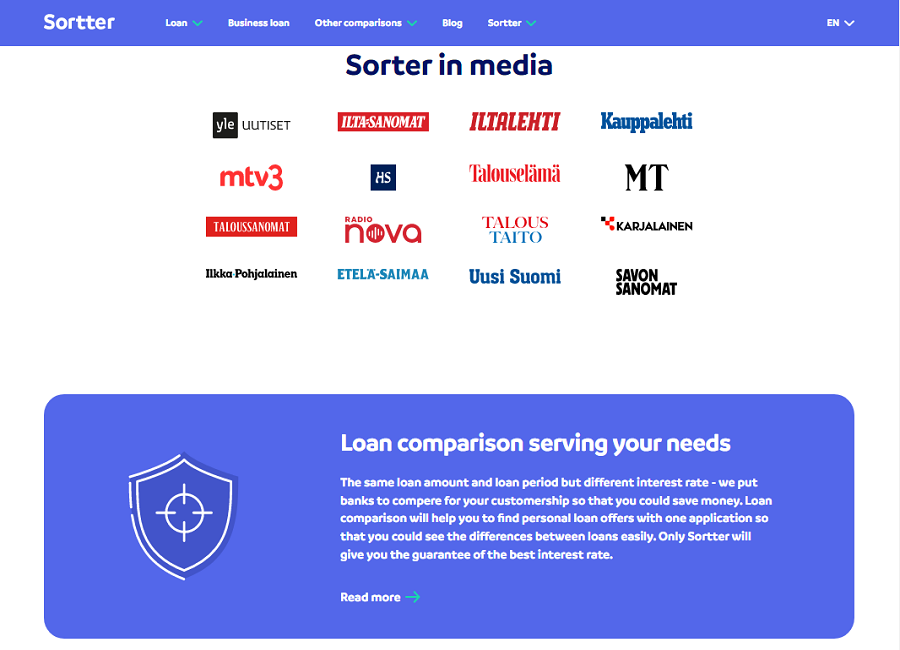 Sortter Loan Business loan Other comparisons Blog Sortter EN
Sorter in media
yle UUTISET ILTA-SANOMAT ILTALEHTI Kauppalehti
mtv3 HS Talouselämä MT
TALOUSSANOMAT RADIO nova TALOUS TAITO KARJALAINEN
Ilkka-Pohjalainen ETELÄ-SAIMAA Uusi Suomi SAVON SANOMAT
Loan comparison serving your needs
The same loan amount and loan period but different interest rate - we put
banks to compere for your customership so that you could save money. Loan
comparison will help you to find personal loan offers with one application so
that you could see the differences between loans easily. Only Sortter will
give you the guarantee of the best interest rate.
Read more